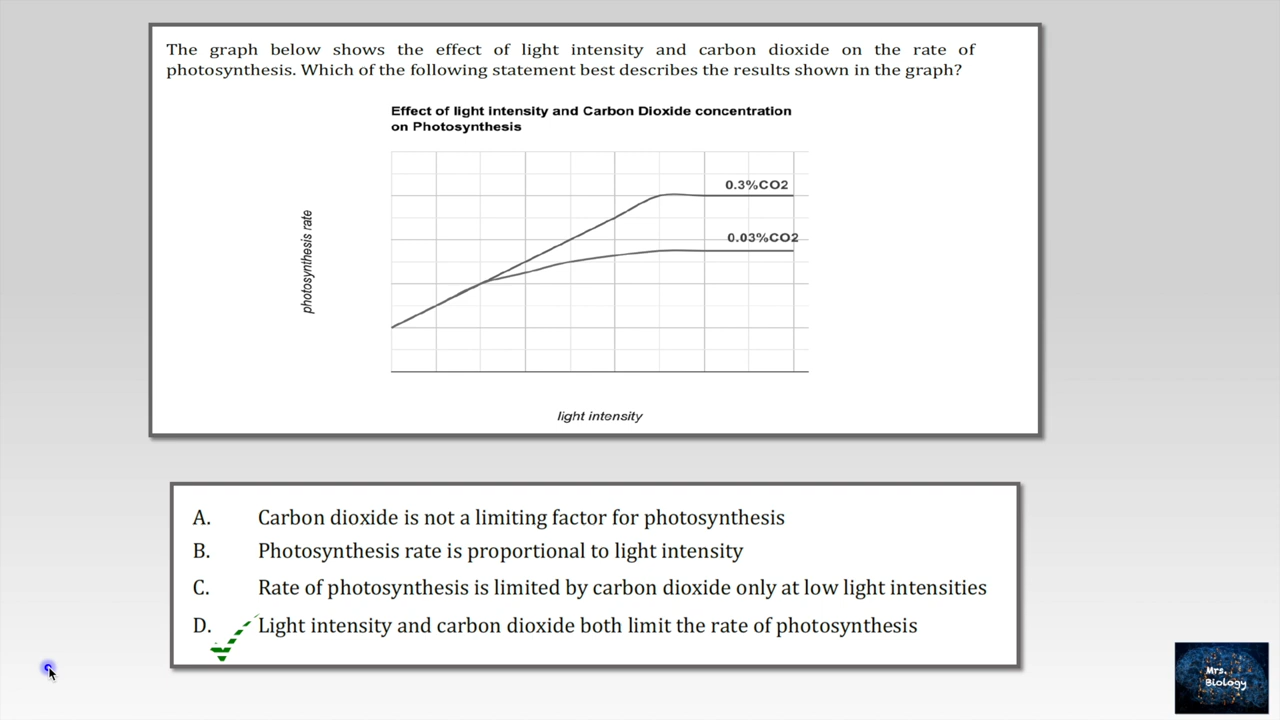 The graph below shows the effect of light intensity and carbon dioxide on the rate of
photosynthesis. Which of the following statement best describes the results shown in the graph?
Effect of light intensity and Carbon Dioxide concentration
on Photosynthesis
0.3%CO2
0.03%CO2
photosynthesis rate
light intensity
A. Carbon dioxide is not a limiting factor for photosynthesis
B. Photosynthesis rate is proportional to light intensity
C. Rate of photosynthesis is limited by carbon dioxide only at low light intensities
D. Light intensity and carbon dioxide both limit the rate of photosynthesis
Mrs.
Biology